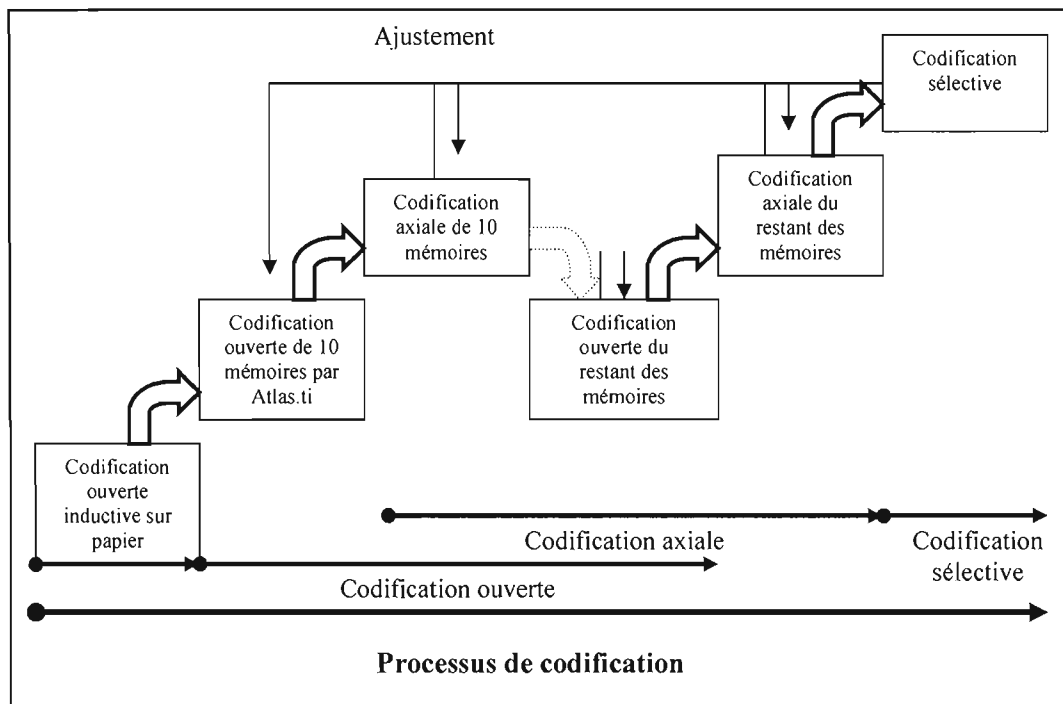 Ajustement
Codification
sélective
Codification
axiale du
restant des
mémoires
Codification
axiale de 10
mémoires
Codification
ouverte de 10
mémoires par
Atlas.ti
Codification
ouverte du
restant des
mémoires
Codification
ouverte
inductive sur
papier
Codification axiale
Codification
sélective
Codification ouverte
Processus de codification